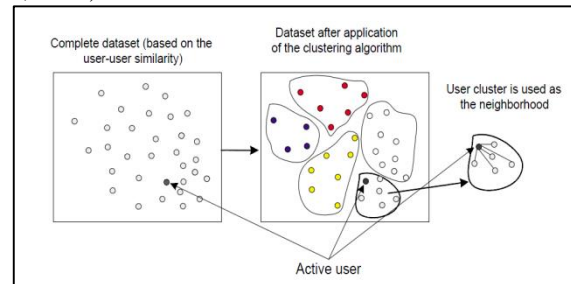 Complete dataset (based on the
user-user similarity)
Dataset after application
of the clustering algorithm
User cluster is used as
the neighborhood
Active user